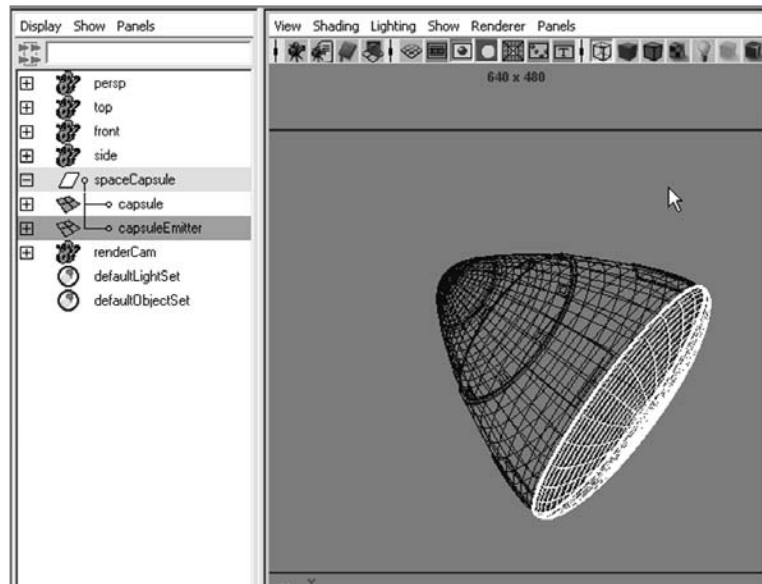 Display Show Panels
persp
top
front
side
spaceCapsule
capsule
capsuleEmitter
renderCam
defaultLightSet
defaultObjectSet
View Shading Lighting Show Renderer Panels
640 x 480